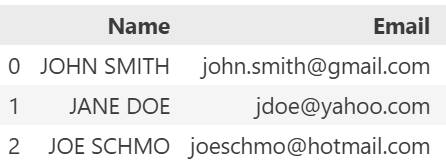 Name Email
0 JOHN SMITH john.smith@gmail.com
1 JANE DOE jdoe@yahoo.com
2 JOE SCHMO joeschmo@hotmail.com